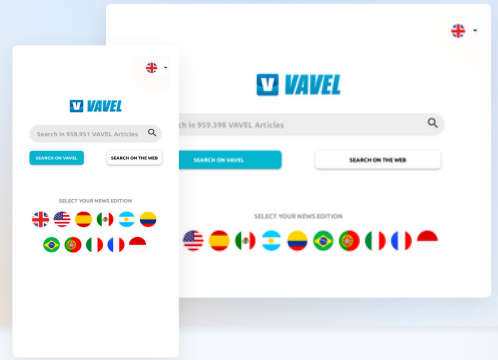 V VAVEL
Search in 958.951 VAVEL Articles
SEARCH ON VAVEL
SEARCH ON THE WEB
SELECT YOUR NEWS EDITION
V VAVEL
ch in 959.398 VAVEL Articles
SEARCH ON VAVEL
SEARCH ON THE WEB
SELECT YOUR NEWS EDITION